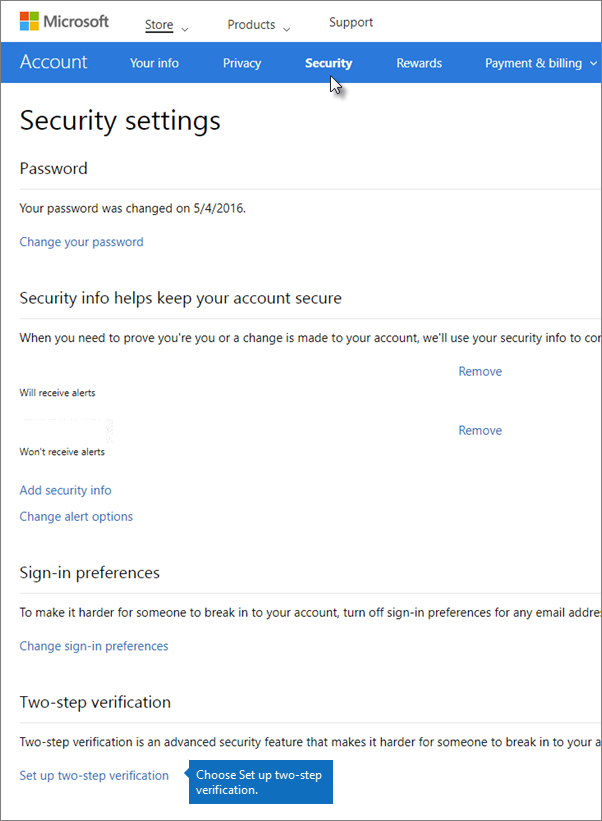 Microsoft Store Products Support
Account Your info Privacy Security Rewards Payment & billing
Security settings
Password
Your password was changed on 5/4/2016.
Change your password
Security info helps keep your account secure
When you need to prove you're you or a change is made to your account, we'll use your security info to con
Remove
Will receive alerts
Remove
Won't receive alerts
Add security info
Change alert options
Sign-in preferences
To make it harder for someone to break in to your account, turn off sign-in preferences for any email addre
Change sign-in preferences
Two-step verification
Two-step verification is an advanced security feature that makes it harder for someone to break in to your a
Set up two-step verification
Choose Set up two-step
verification.